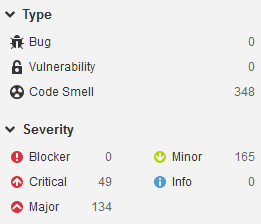 Type
Bug 0
Vulnerability 0
Code Smell 348
Severity
Blocker 0 Minor 165
Critical 49 Info 0
Major 134